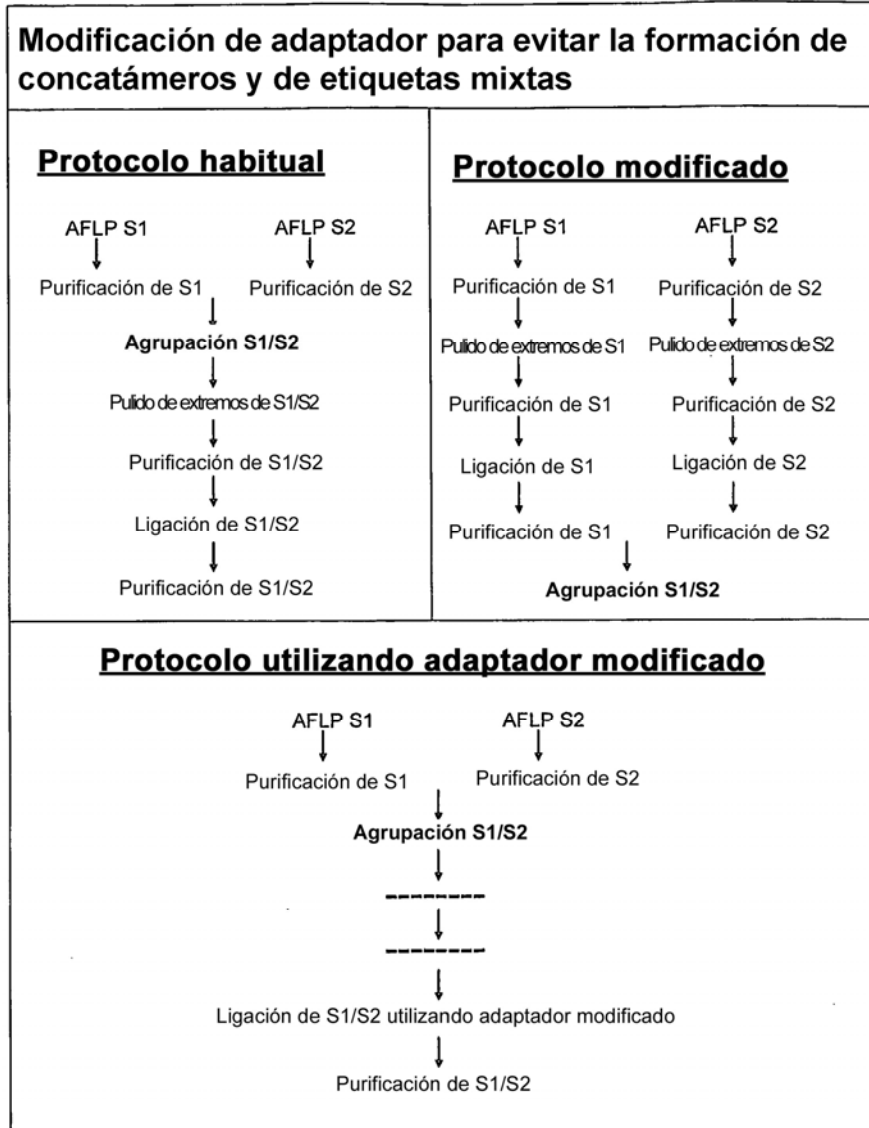 Modificación de adaptador para evitar la formación de
concatámeros y de etiquetas mixtas
Protocolo habitual
AFLP S1 AFLP S2
Purificación de S1 Purificación de S2
Agrupación S1/S2
Pulido de extremos de S1/S2
Purificación de S1/S2
Ligación de S1/S2
Purificación de S1/S2
Protocolo modificado
AFLP S1 AFLP S2
Purificación de S1 Purificación de S2
Pulido de extremos de S1 Pulido de extremos de S2
Purificación de S1 Purificación de S2
Ligación de S1 Ligación de S2
Purificación de S1 Purificación de S2
Agrupación S1/S2
Protocolo utilizando adaptador modificado
AFLP S1 AFLP S2
Purificación de S1 Purificación de S2
Agrupación S1/S2
---------
---------
Ligación de S1/S2 utilizando adaptador modificado
Purificación de S1/S2